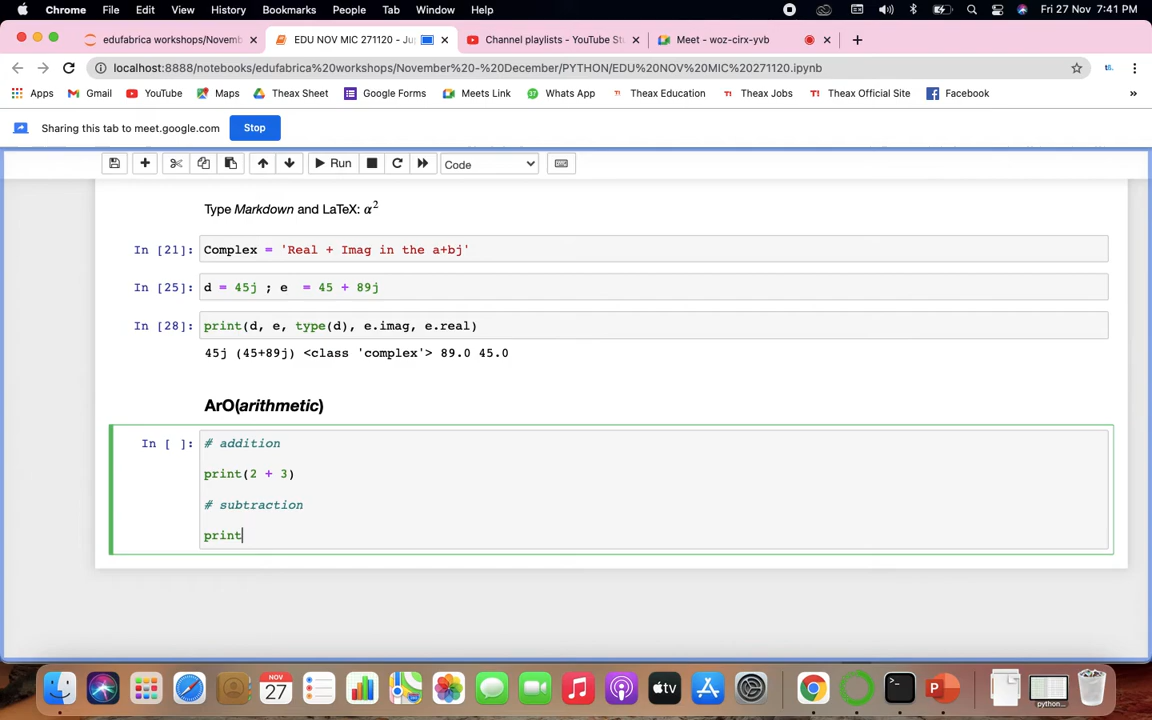 Chrome File Edit View History Bookmarks People Tab Window Help Fri 27 Nov 7:41 PM
edufabrica workshops/Novemb EDU NOV MIC 271120 - Ju Channel playlists - YouTube St Meet - woz-cirx-yvb
localhost:8888/notebooks/edufabrica%20workshops/November%20-%20December/PYTHON/EDU%20NOV%20MIC%20271120.ipynb
Apps Gmail YouTube Maps Theax Sheet Google Forms Meets Link Whats App Theax Education Theax Jobs Theax Official Site Facebook »
Sharing this tab to meet.google.com Stop
Run Code
Type Markdown and LaTeX: α²
In [21]: Complex = 'Real + Imag in the a+bj'
In [25]: d = 45j ; e  = 45 + 89j
In [28]: print(d, e, type(d), e.imag, e.real)
45j (45+89j) <class 'complex'> 89.0 45.0
ArO(arithmetic)
In [ ]: # addition
print(2 + 3)
# subtraction
print
NOV
27
tv
P
python...